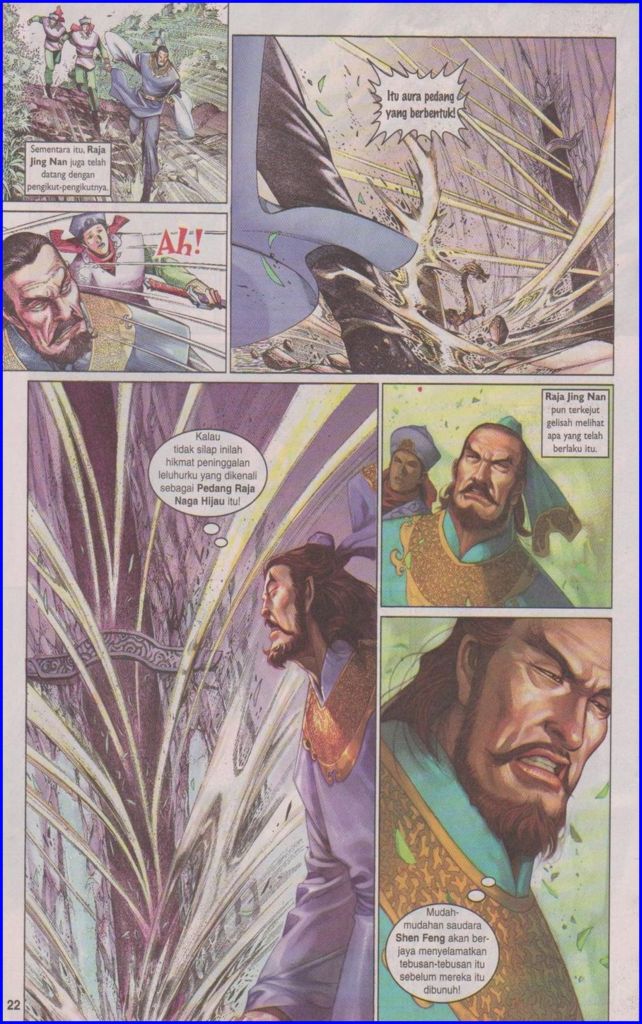 Sementara itu, Raja
Jing Nan juga telah
datang dengan
pengikut-pengikutnya.
Itu aura pedang
yang berbentuk!
Ah!
Kalau
tidak silap inilah
hikmat peninggalan
leluhurku yang dikenali
sebagai Pedang Raja
Naga Hijau itu!
Raja Jing Nan
pun terkejut
gelisah melihat
apa yang telah
berlaku itu.
Mudah-
mudahan saudara
Shen Feng akan ber-
jaya menyelamatkan
tebusan-tebusan itu
sebelum mereka itu
dibunuh!
22